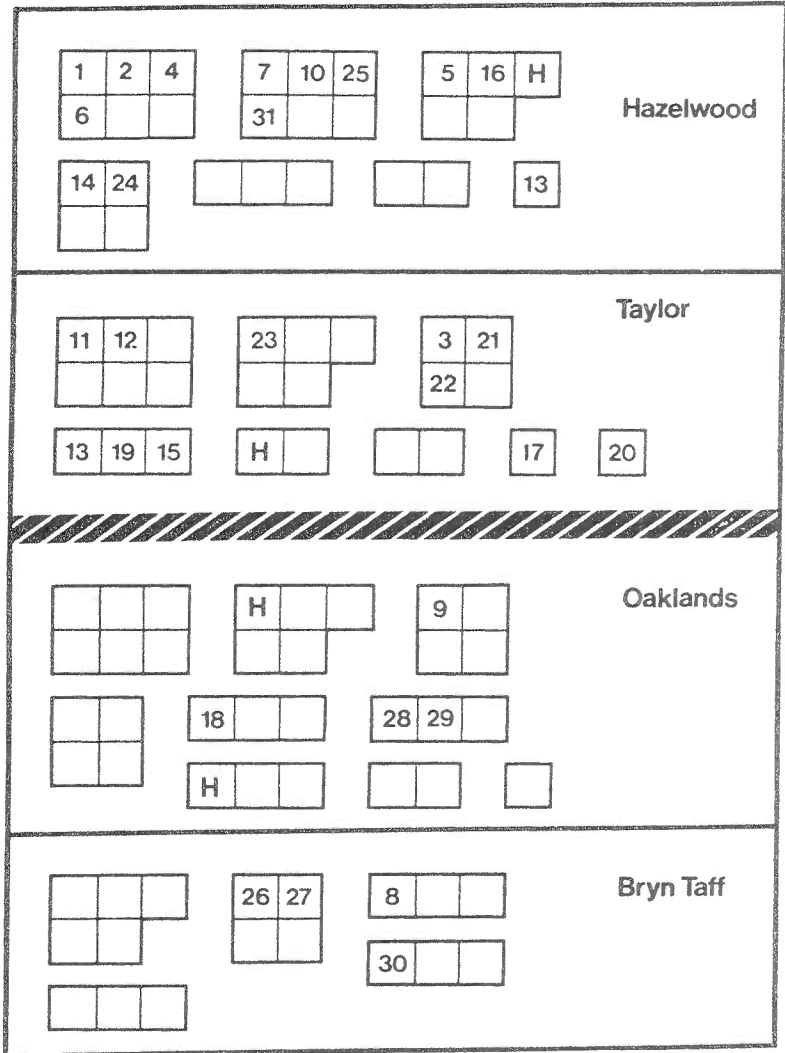 1 2 4 7 10 25 5 16 H
6 31
Hazelwood
14 24 13
Taylor
11 12 23 3 21
22
13 19 15 H 17 20
Oaklands
H 9
18 28 29
H
Bryn Taff
26 27 8
30